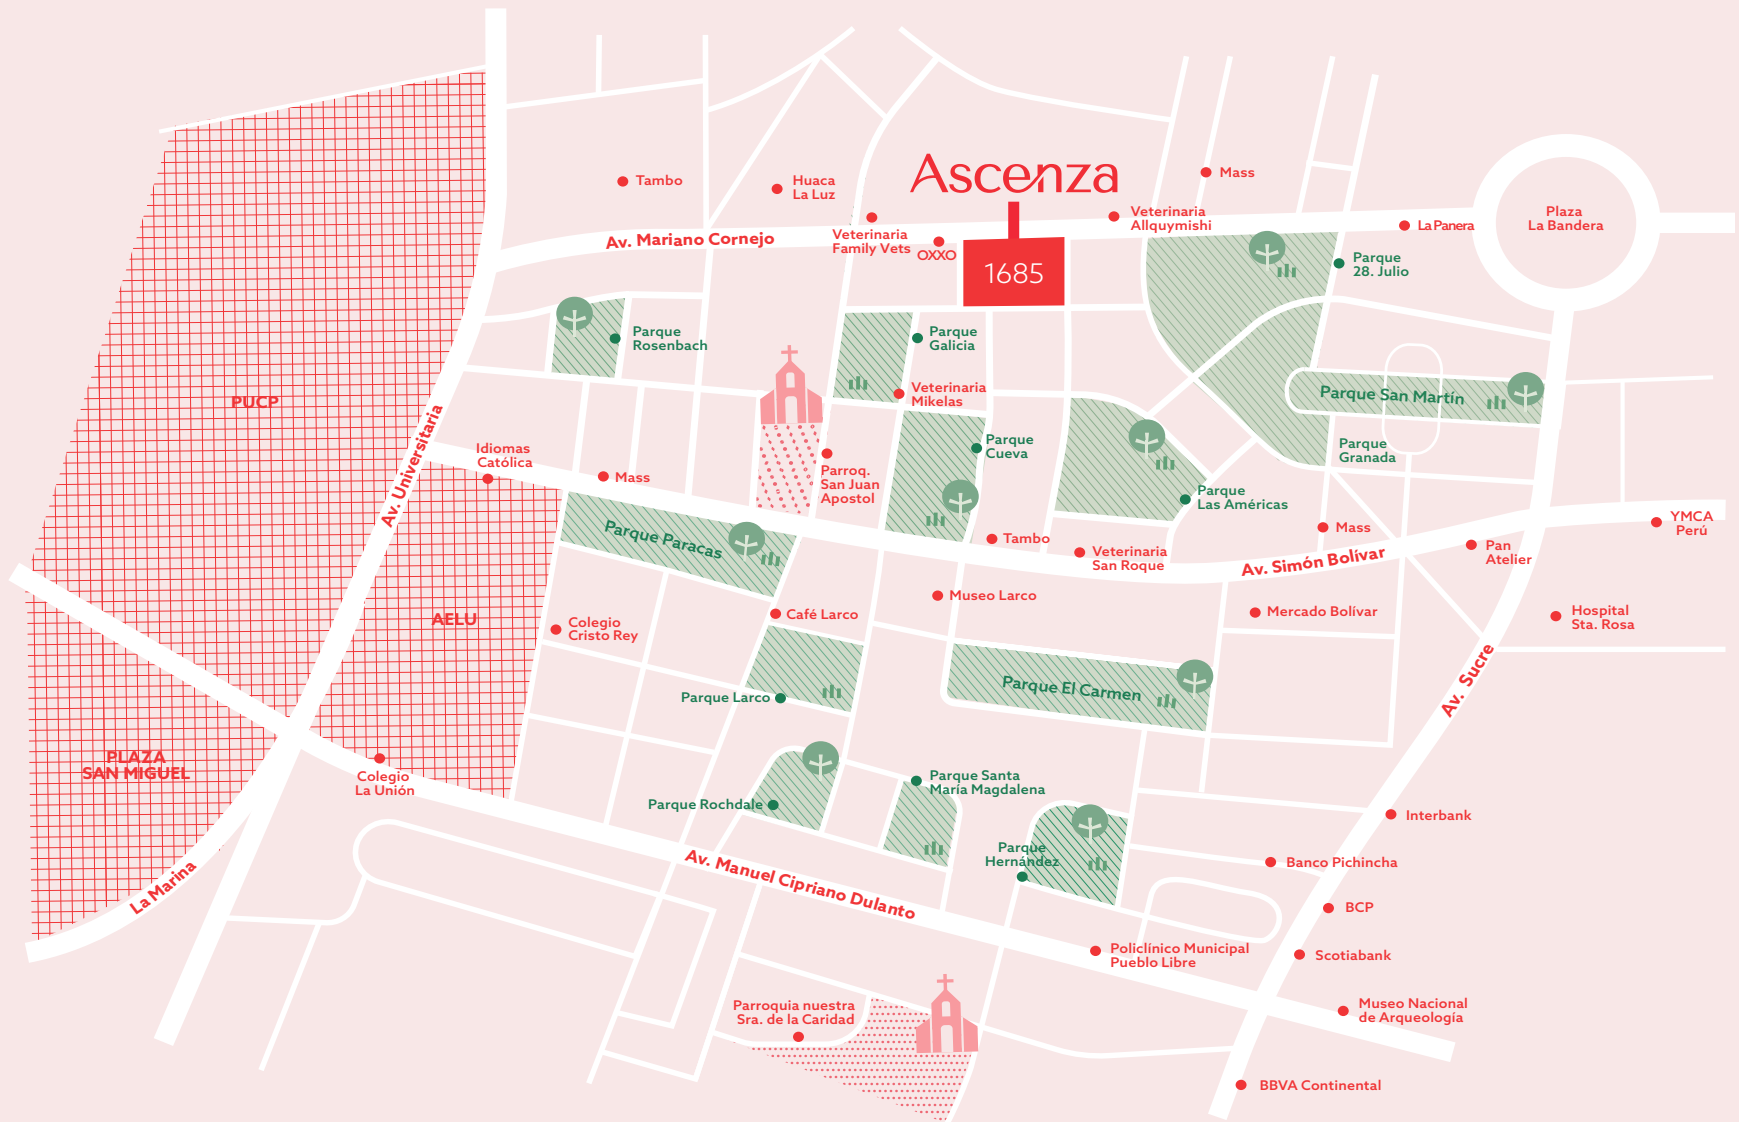 Ascenza
1685
Tambo
Huaca
La Luz
Mass
Veterinaria
Family Vets
OXXO
Veterinaria
Allquymishi
La Panera
Plaza
La Bandera
Av. Mariano Cornejo
Parque
28. Julio
Parque
Rosenbach
Parque
Galicia
Veterinaria
Mikelas
Parque San Martín
PUCP
Av. Universitaria
Idiomas
Católica
Mass
Parroq.
San Juan
Apostol
Parque
Cueva
Parque
Granada
Parque
Las Américas
Parque Paracas
Tambo
Veterinaria
San Roque
Mass
Av. Simón Bolívar
Pan
Atelier
YMCA
Perú
AELU
Colegio
Cristo Rey
Café Larco
Museo Larco
Mercado Bolívar
Hospital
Sta. Rosa
Parque Larco
Parque El Carmen
Av. Sucre
PLAZA
SAN MIGUEL
Colegio
La Unión
Parque Rochdale
Parque Santa
María Magdalena
Parque
Hernández
Interbank
Banco Pichincha
La Marina
Av. Manuel Cipriano Dulanto
BCP
Policlínico Municipal
Pueblo Libre
Scotiabank
Parroquia nuestra
Sra. de la Caridad
Museo Nacional
de Arqueología
BBVA Continental